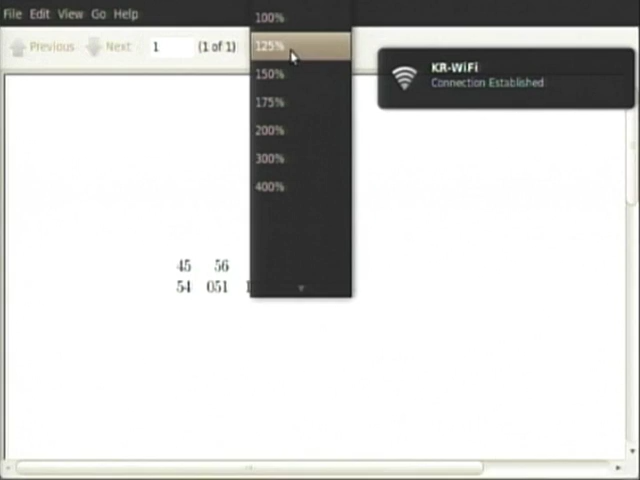 File Edit View Go Help
Previous Next 1 (1 of 1)
100%
125%
150%
175%
200%
300%
400%
KR-WiFi
Connection Established
45 56
54 051